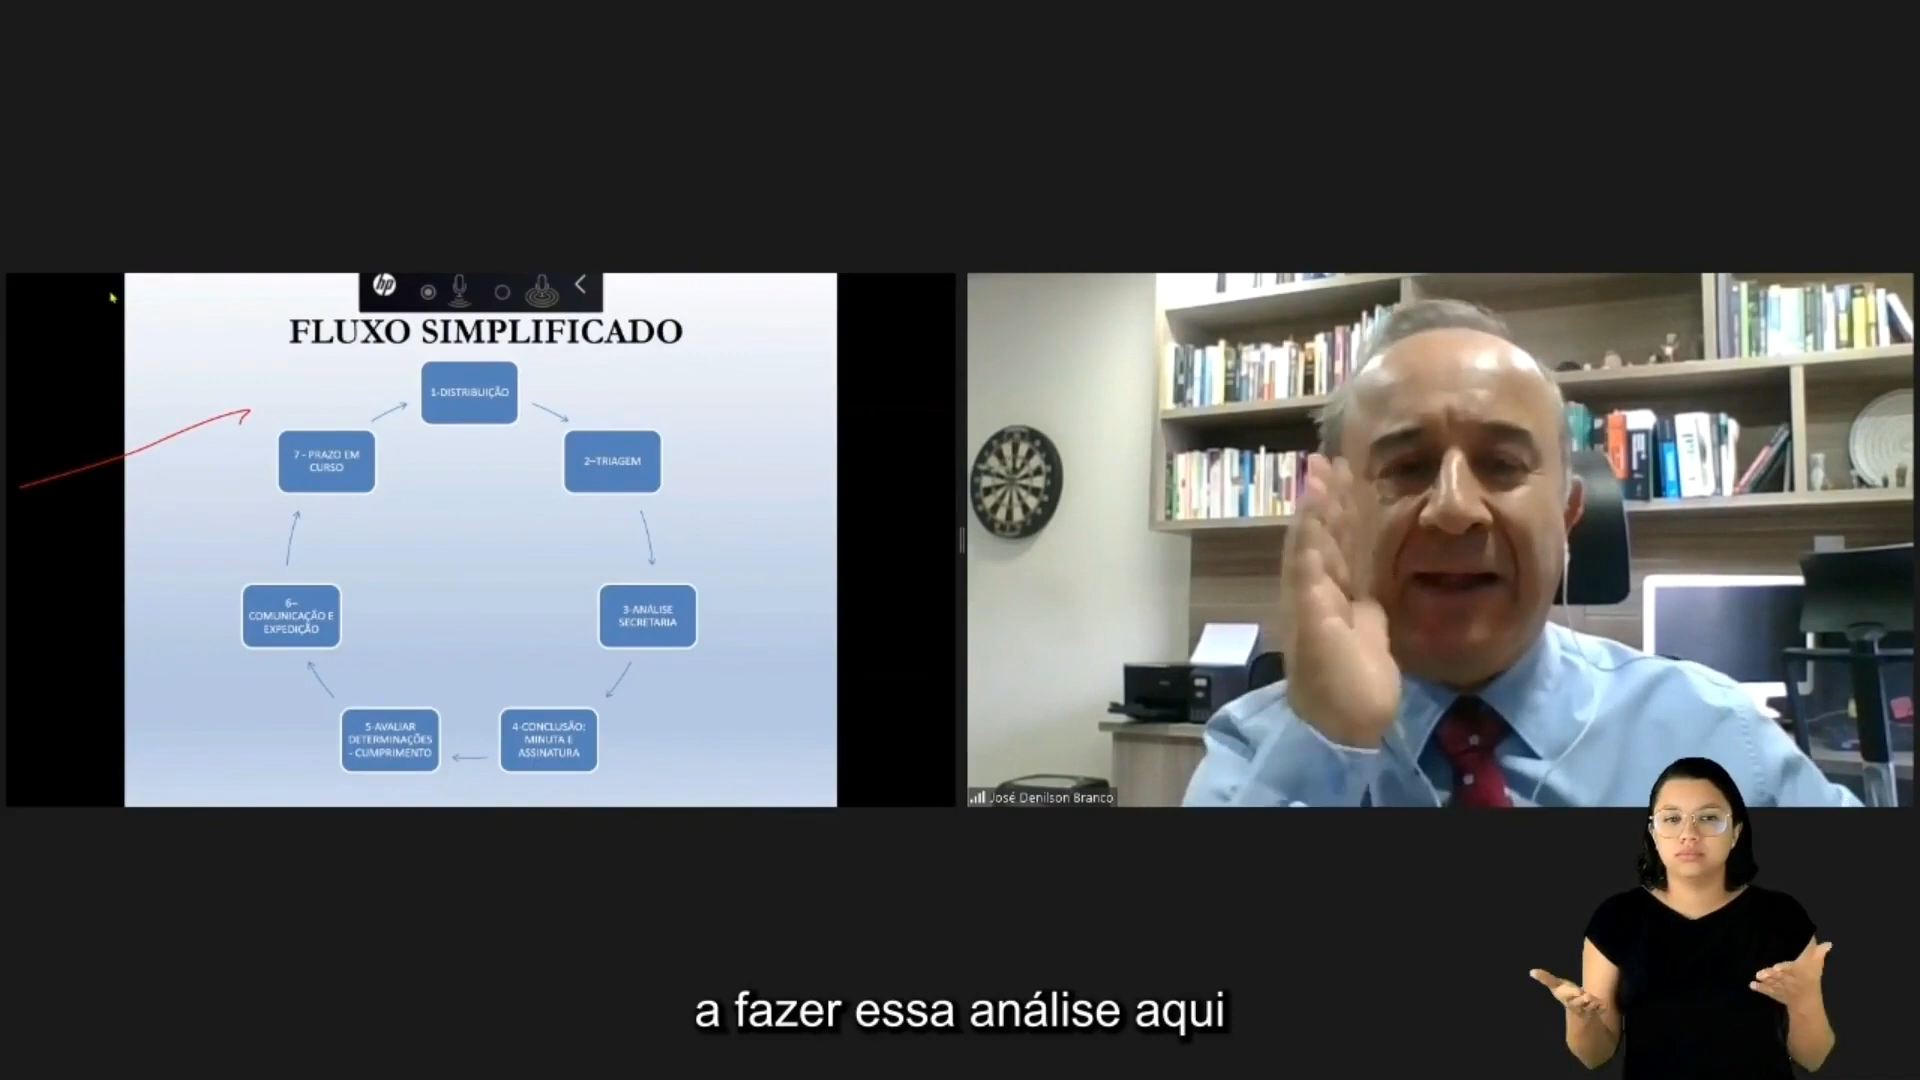 hp
FLUXO SIMPLIFICADO
1-DISTRIBUIÇÃO
2–TRIAGEM
3-ANÁLISE
SECRETARIA
4-CONCLUSÃO:
MINUTA E
ASSINATURA
5-AVALIAR
DETERMINAÇÕES
- CUMPRIMENTO
6–
COMUNICAÇÃO E
EXPEDIÇÃO
7 - PRAZO EM
CURSO
José Denilson Branco
a fazer essa análise aqui